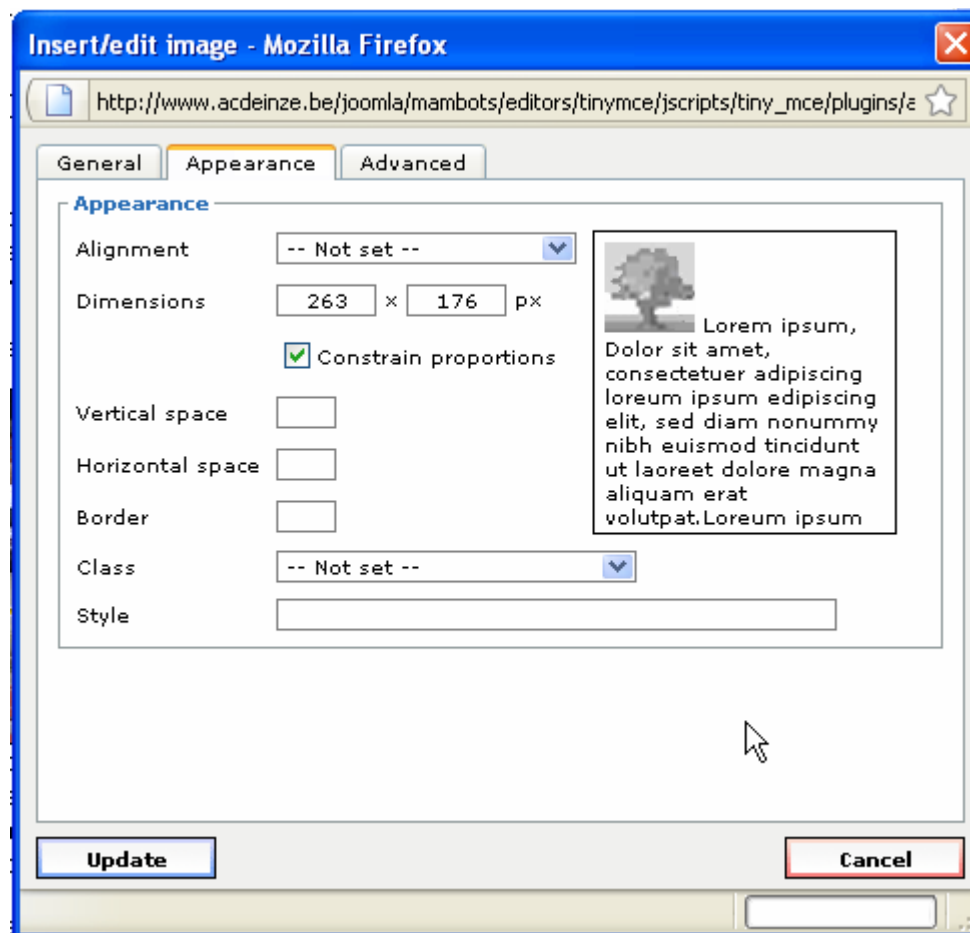 Insert/edit image - Mozilla Firefox
http://www.acdeinze.be/joomla/mambots/editors/tinymce/jscripts/tiny_mce/plugins/a
General Appearance Advanced
Appearance
Alignment -- Not set --
Dimensions 263 x 176 px
Constrain proportions
Vertical space
Horizontal space
Border
Class -- Not set --
Style
Lorem ipsum,
Dolor sit amet,
consectetuer adipiscing
loreum ipsum edipiscing
elit, sed diam nonummy
nibh euismod tincidunt
ut laoreet dolore magna
aliquam erat
volutpat.Loreum ipsum
Update Cancel